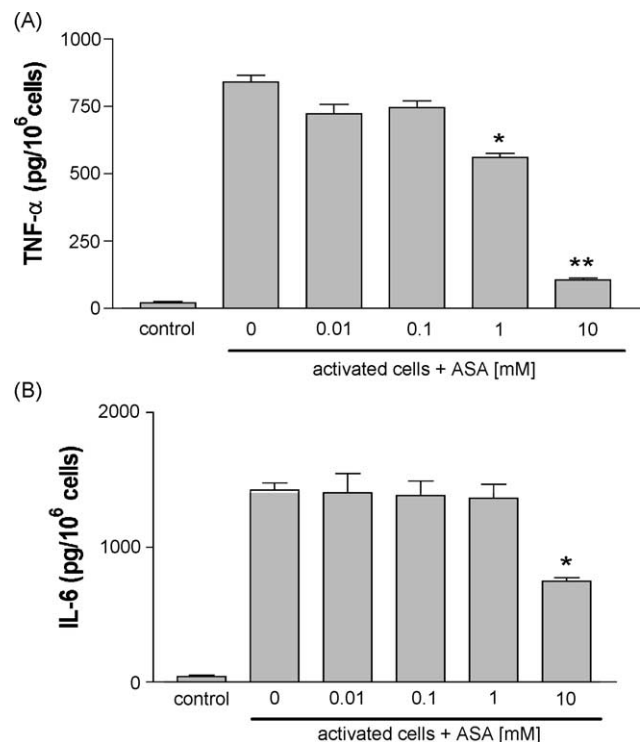 (A)
TNF-α (pg/10⁶ cells)
1000
750
500
250
0
*
**
control 0 0.01 0.1 1 10
activated cells + ASA [mM]
(B)
IL-6 (pg/10⁶ cells)
2000
1000
0
*
control 0 0.01 0.1 1 10
activated cells + ASA [mM]